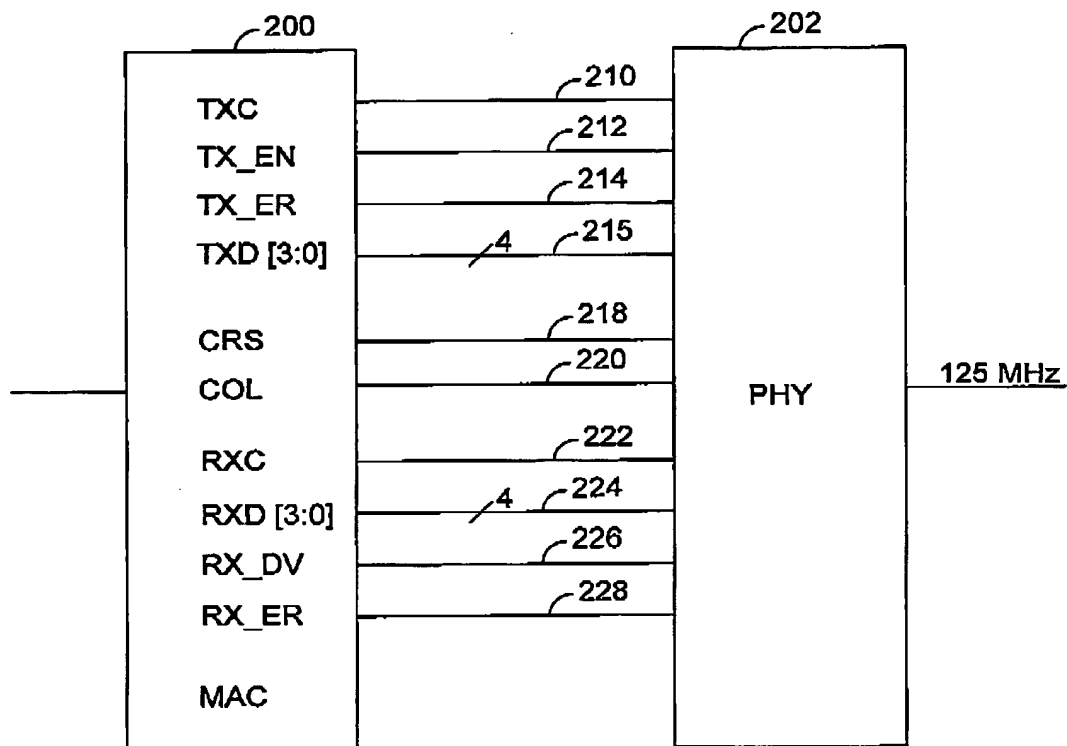 200
202
TXC
210
TX_EN
212
TX_ER
214
TXD [3:0]
4
215
CRS
218
COL
220
PHY
125 MHz
RXC
222
RXD [3:0]
4
224
RX_DV
226
RX_ER
228
MAC